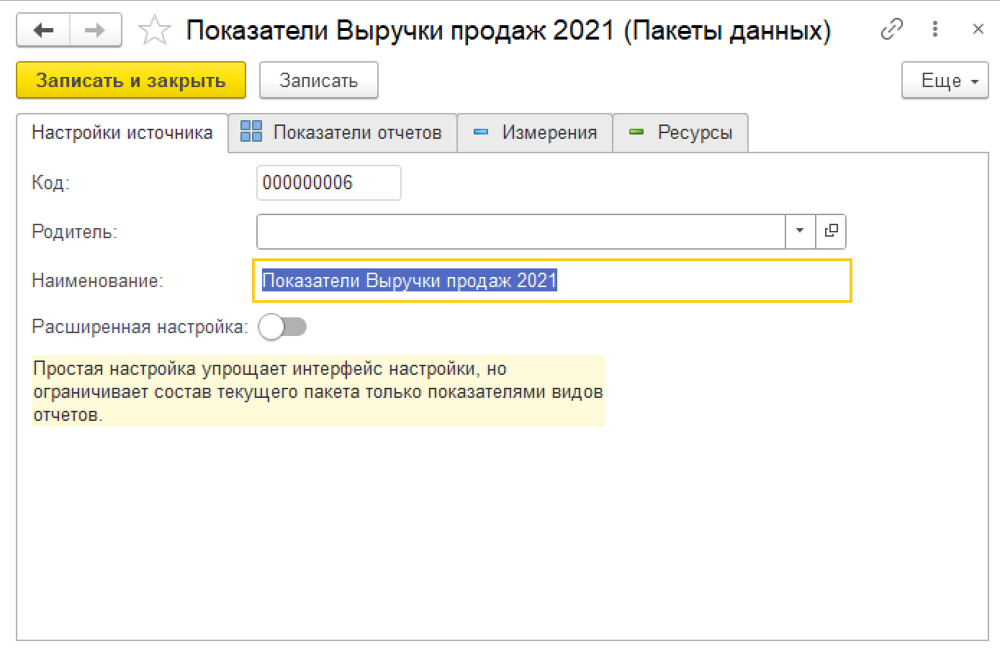 Показатели Выручки продаж 2021 (Пакеты данных)
Записать и закрыть
Записать
Еще
Настройки источника
Показатели отчетов
Измерения
Ресурсы
Код:
000000006
Родитель:
Наименование:
Показатели Выручки продаж 2021
Расширенная настройка:
Простая настройка упрощает интерфейс настройки, но
ограничивает состав текущего пакета только показателями видов
отчетов.